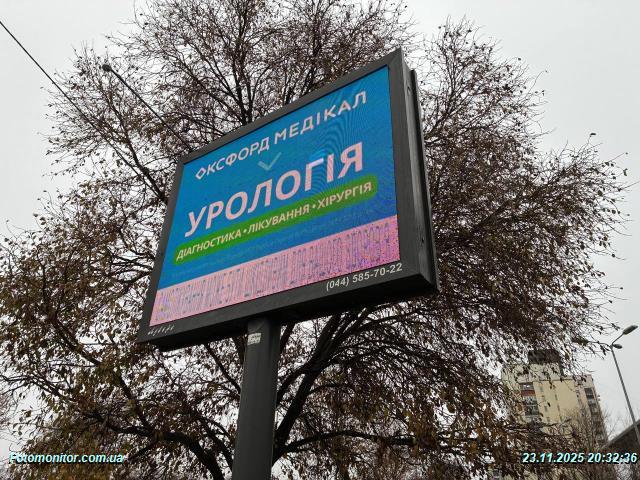 ОКСФОРД МЕДІКАЛ
УРОЛОГІЯ
ДІАГНОСТИКА • ЛІКУВАННЯ • ХІРУРГІЯ
(044) 585-70-22
Fotomonitor.com.ua
23.11.2025 20:32:36